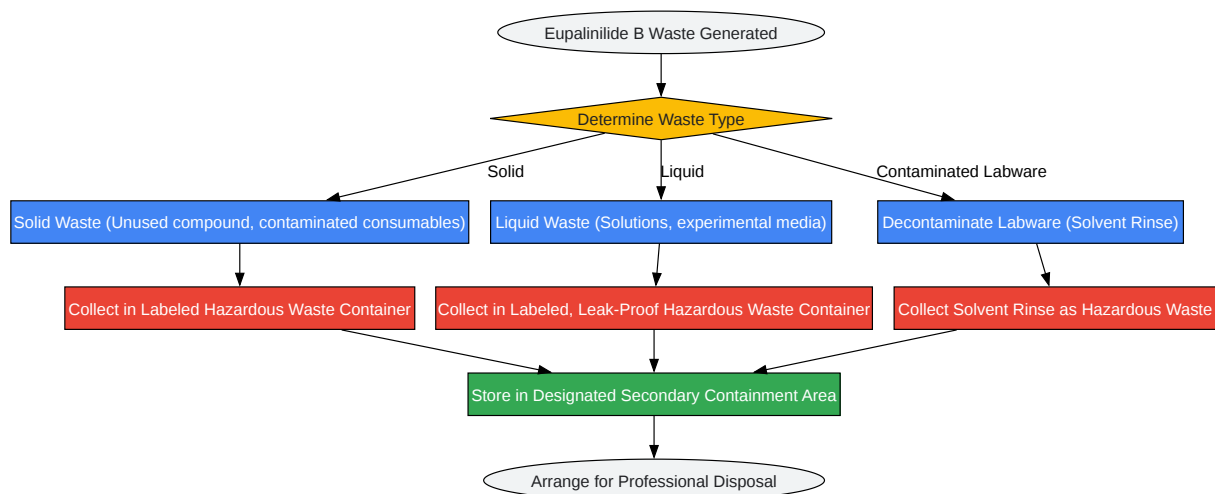 Eupalinilide B Waste Generated
Determine Waste Type
Solid
Liquid
Contaminated Labware
Solid Waste (Unused compound, contaminated consumables)
Liquid Waste (Solutions, experimental media)
Decontaminate Labware (Solvent Rinse)
Collect in Labeled Hazardous Waste Container
Collect in Labeled, Leak-Proof Hazardous Waste Container
Collect Solvent Rinse as Hazardous Waste
Store in Designated Secondary Containment Area
Arrange for Professional Disposal